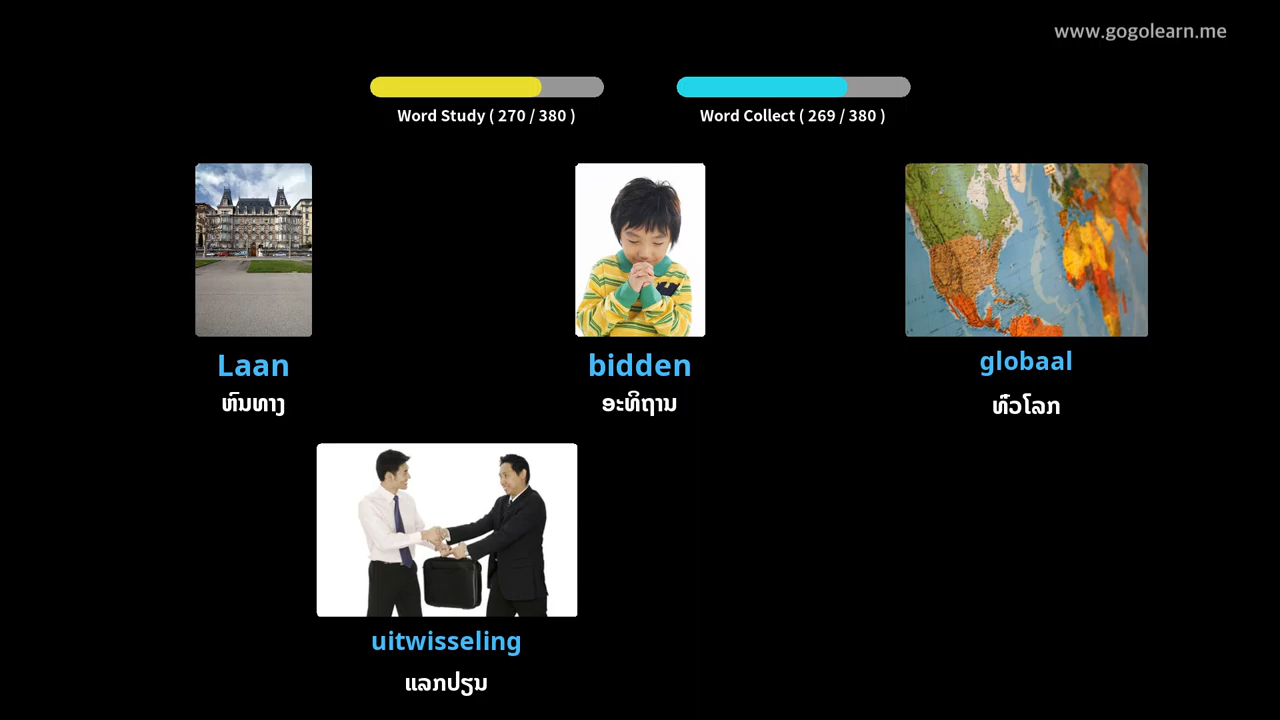 www.gogolearn.me
Word Study ( 270 / 380 )
Word Collect ( 269 / 380 )
Laan
ຫົນທາງ
bidden
ອະທິຖານ
globaal
ທົ່ວໂລກ
uitwisseling
ແລກປ່ຽນ